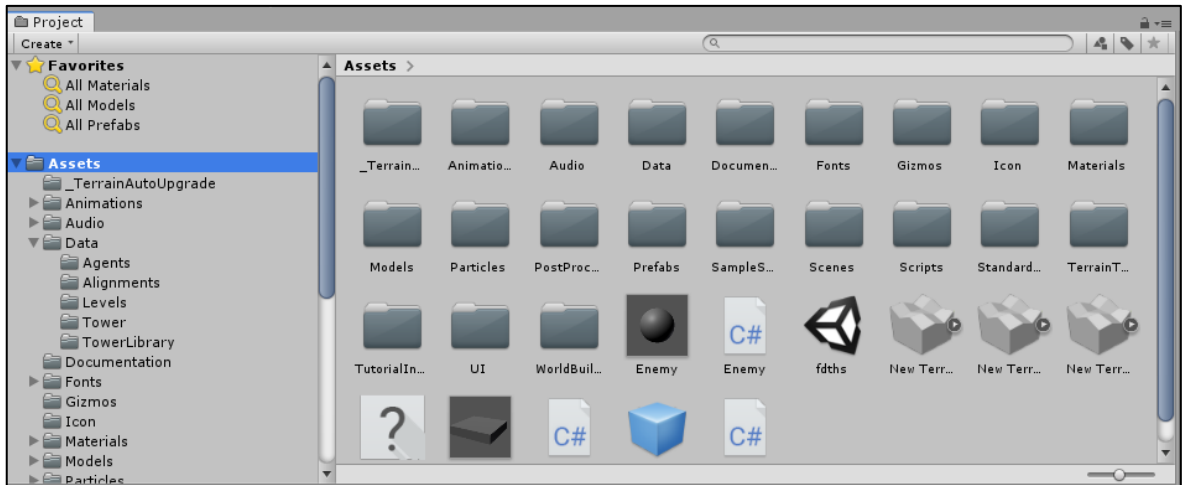 Project
Create
Favorites
All Materials
All Models
All Prefabs
Assets
_TerrainAutoUpgrade
Animations
Audio
Data
Agents
Alignments
Levels
Tower
TowerLibrary
Documentation
Fonts
Gizmos
Icon
Materials
Models
Particles
Assets >
_Terrain... Animatio... Audio Data Documen... Fonts Gizmos Icon Materials
Models Particles PostProc... Prefabs SampleS... Scenes Scripts Standard... TerrainT...
C#
TutorialIn... UI WorldBuil... Enemy Enemy fdths New Terr... New Terr... New Terr...
? C# C#